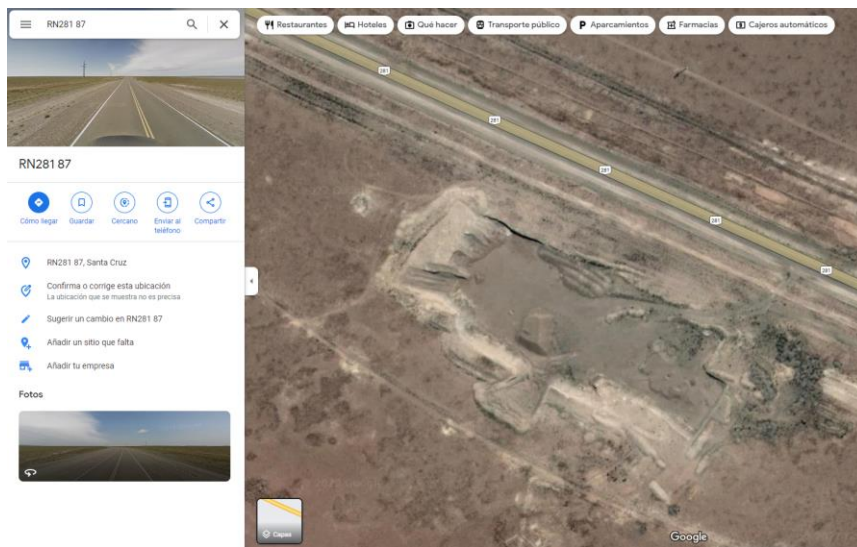 RN281 87
Restaurantes
Hoteles
Qué hacer
Transporte público
Aparcamientos
Farmacias
Cajeros automáticos
RN281 87
Cómo llegar
Guardar
Cercano
Enviar al
teléfono
Compartir
RN281 87, Santa Cruz
Confirma o corrige esta ubicación
La ubicación que se muestra no es precisa
Sugerir un cambio en RN281 87
Añadir un sitio que falta
Añadir tu empresa
Fotos
281
281
281
281
281
Capas
Google